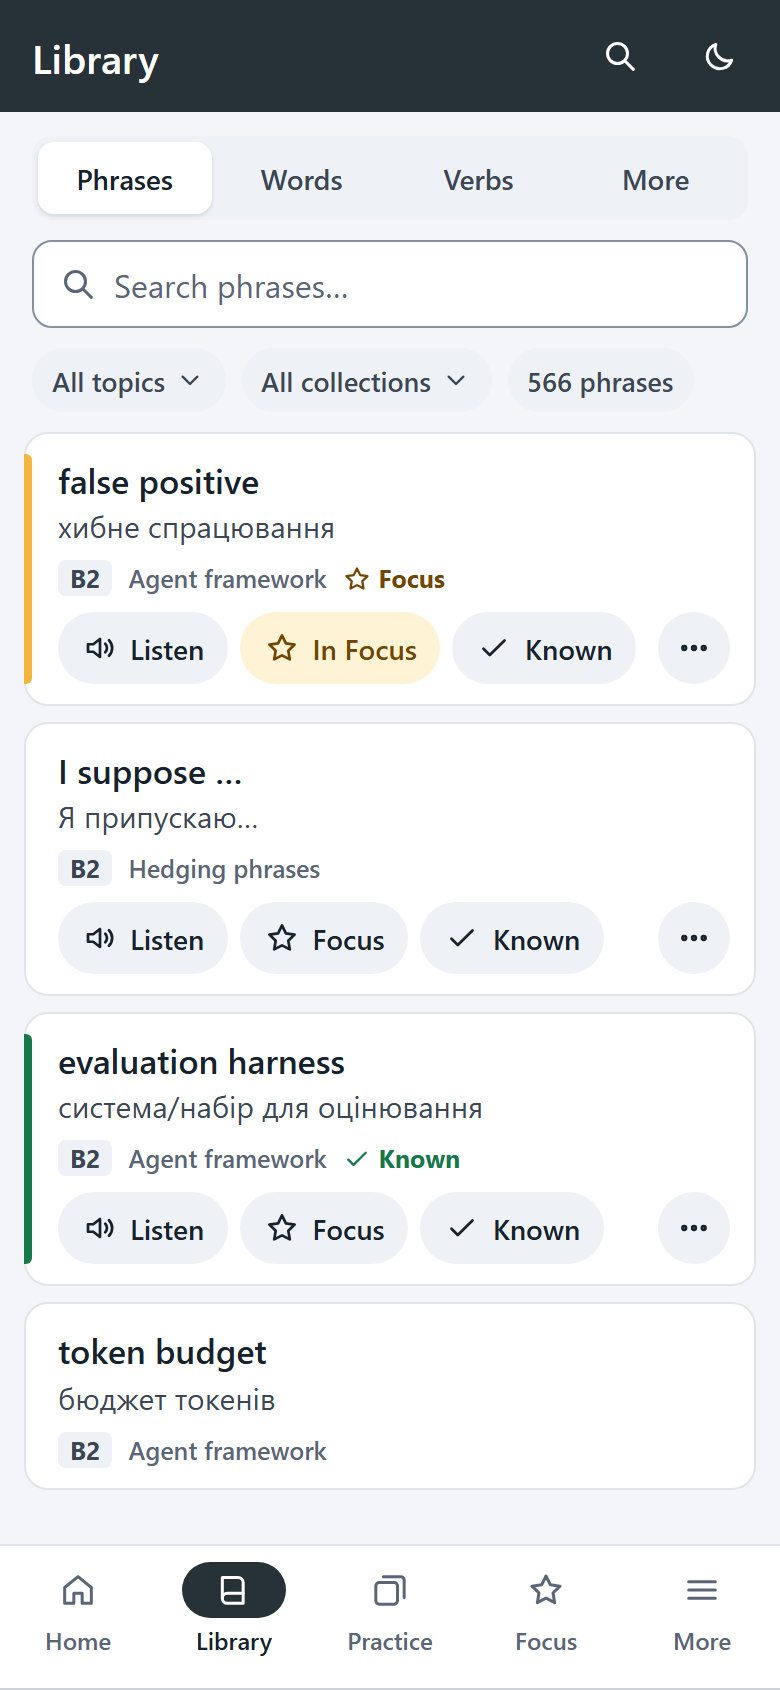 Library
Phrases Words Verbs More
Search phrases...
All topics All collections 566 phrases
false positive
хибне спрацювання
B2 Agent framework Focus
Listen In Focus Known
I suppose ...
Я припускаю...
B2 Hedging phrases
Listen Focus Known
evaluation harness
система/набір для оцінювання
B2 Agent framework Known
Listen Focus Known
token budget
бюджет токенів
B2 Agent framework
Home Library Practice Focus More